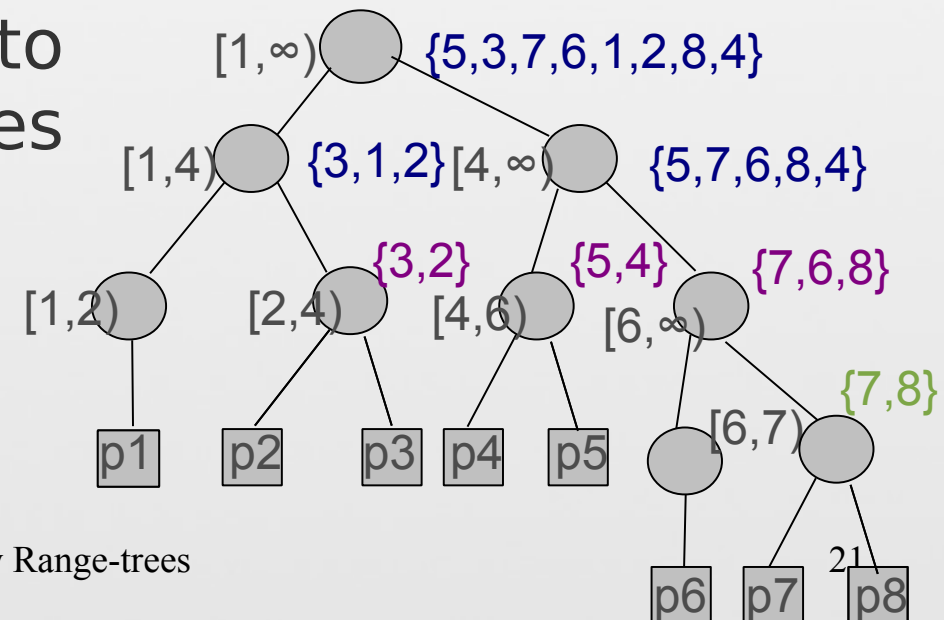 to
[1,∞) {5,3,7,6,1,2,8,4}
es
[1,4) {3,1,2} [4,∞) {5,7,6,8,4}
{3,2} {5,4} {7,6,8}
[1,2) [2,4) [4,6) [6,∞)
{7,8}
[6,7)
p1 p2 p3 p4 p5
Range-trees 21
p6 p7 p8